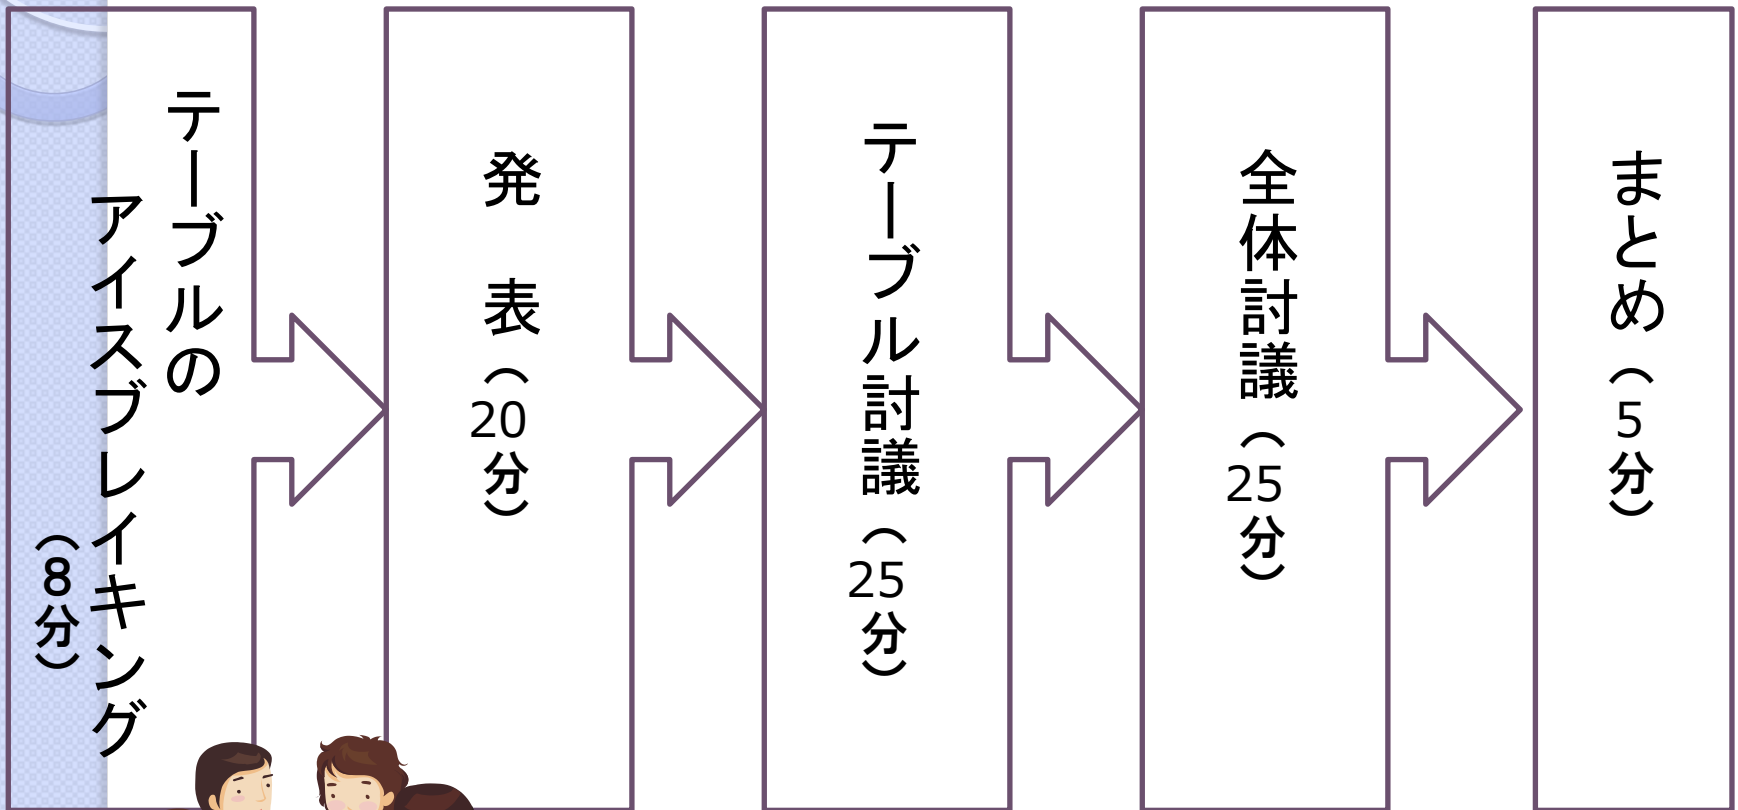 テーブルの
アイスブレイキング
（8分）
発　表（20分）
テーブル討議（25分）
全体討議（25分）
まとめ（5分）